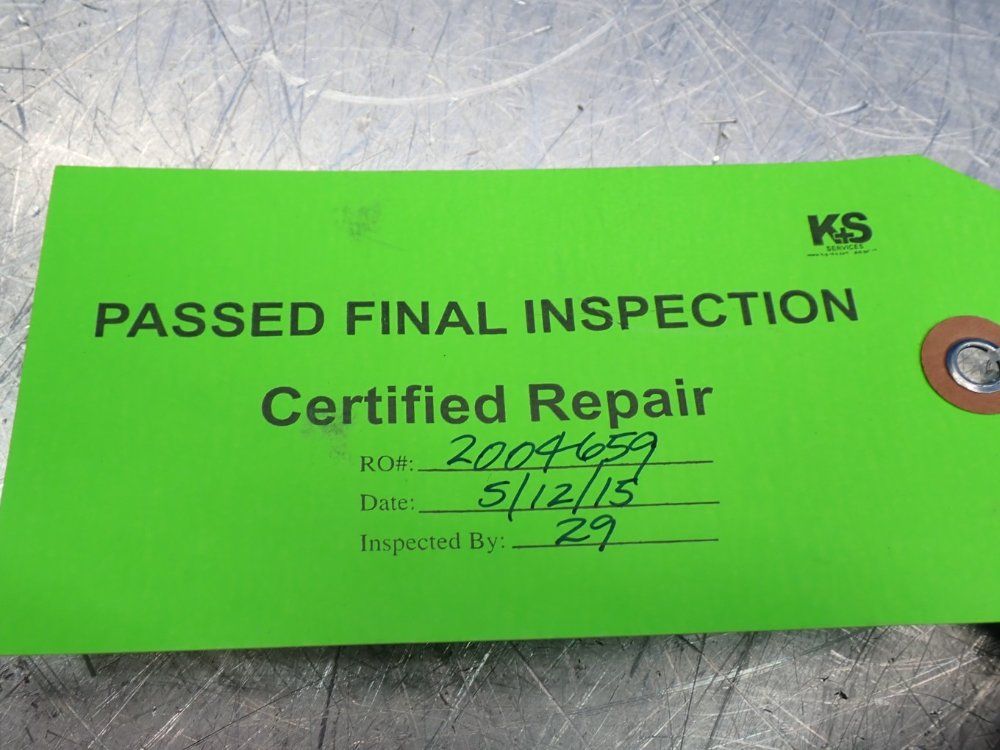 K+S
SERVICES
PASSED FINAL INSPECTION
Certified Repair
RO#: 2004659
Date: 5/12/15
Inspected By: 29